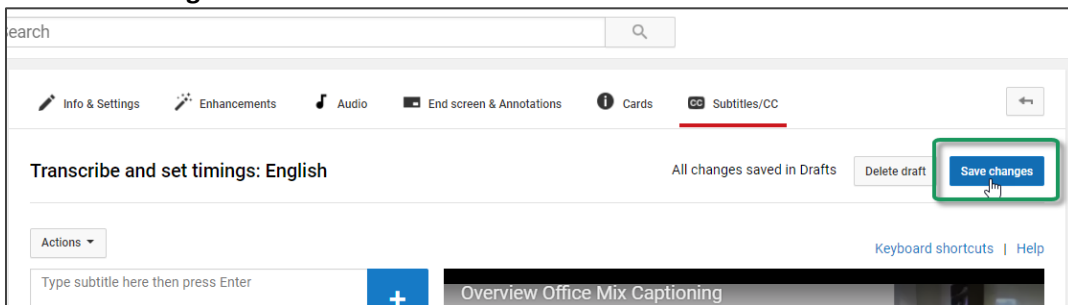 earch
Info & Settings Enhancements Audio End screen & Annotations Cards CC Subtitles/CC
Transcribe and set timings: English All changes saved in Drafts Delete draft Save changes
Actions
Keyboard shortcuts | Help
Type subtitle here then press Enter +
Overview Office Mix Captioning